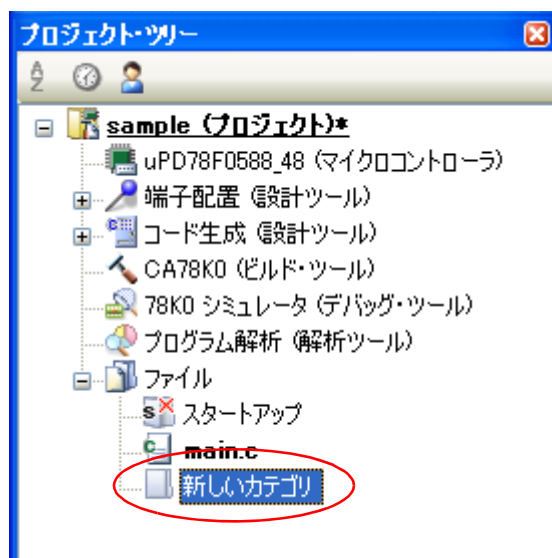 プロジェクト・ツリー
sample (プロジェクト)*
uPD78F0588_48 (マイクロコントローラ)
端子配置 (設計ツール)
コード生成 (設計ツール)
CA78K0 (ビルド・ツール)
78K0 シミュレータ (デバッグ・ツール)
プログラム解析 (解析ツール)
ファイル
スタートアップ
main.c
新しいカテゴリ